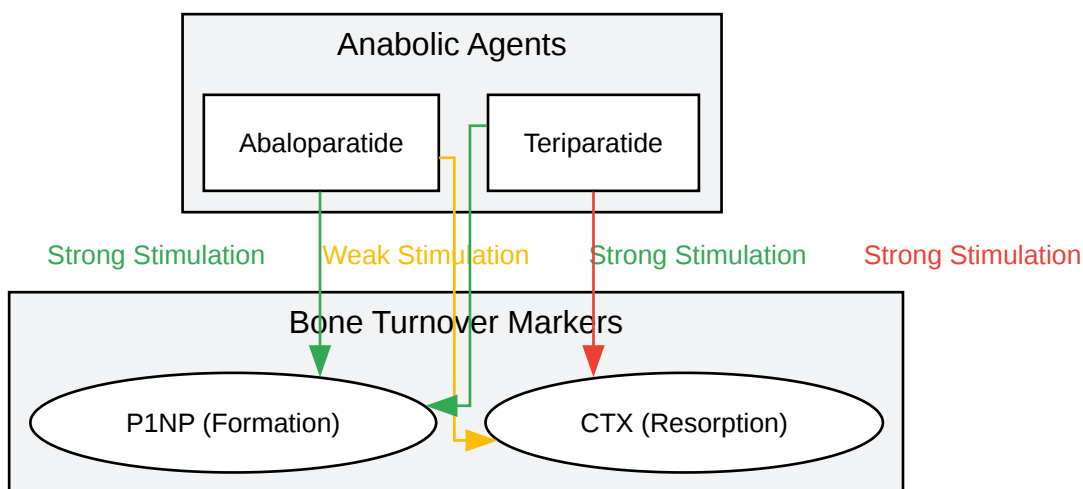 Anabolic Agents
Abaloparatide
Teriparatide
Strong Stimulation
Weak Stimulation
Strong Stimulation
Strong Stimulation
Bone Turnover Markers
P1NP (Formation)
CTX (Resorption)